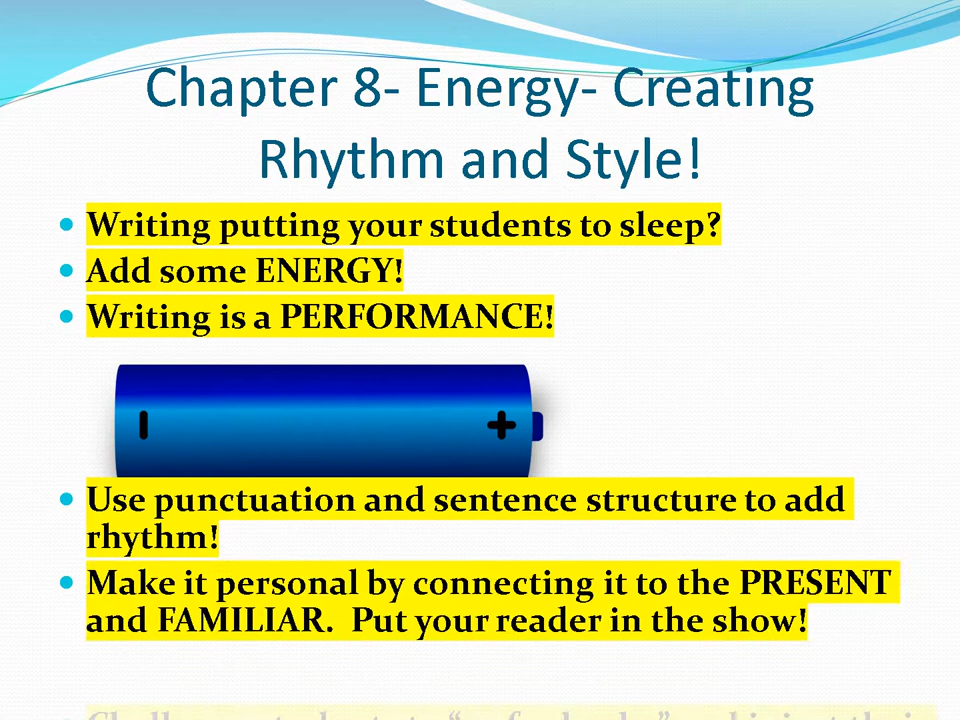 Chapter 8- Energy- Creating
Rhythm and Style!
• Writing putting your students to sleep?
• Add some ENERGY!
• Writing is a PERFORMANCE!
• Use punctuation and sentence structure to add
rhythm!
• Make it personal by connecting it to the PRESENT
and FAMILIAR.  Put your reader in the show!